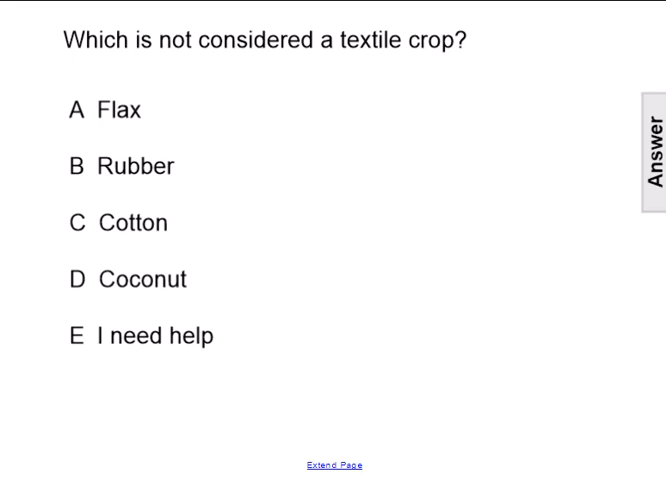 Which is not considered a textile crop?
A Flax
B Rubber
C Cotton
D Coconut
E I need help
Answer
Extend Page